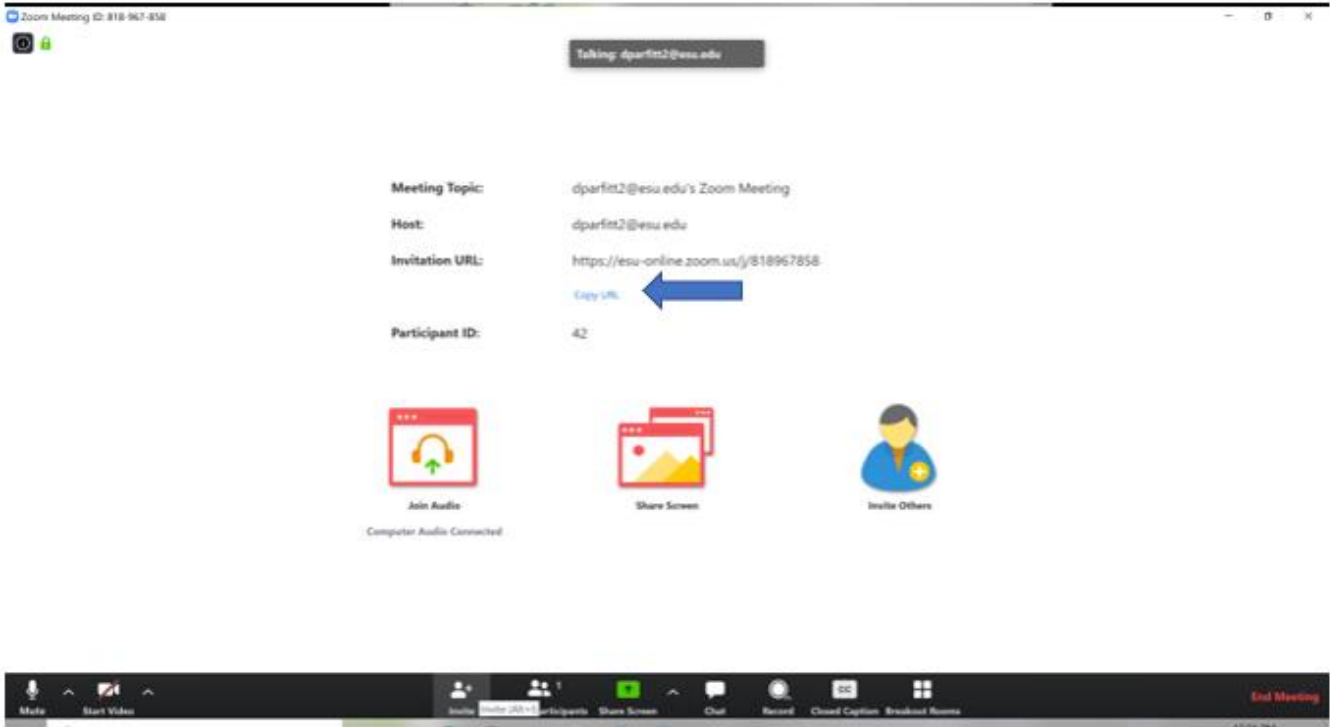 Zoom Meeting ID: 818-967-858
Talking: dparfitt2@esu.edu
Meeting Topic: dparfitt2@esu.edu's Zoom Meeting
Host: dparfitt2@esu.edu
Invitation URL: https://esu-online.zoom.us/j/818967858
Copy URL
Participant ID: 42
Join Audio Share Screen Invite Others
Computer Audio Connected
1
CC
Mute Start Video Invite articipants Share Screen Chat Record Closed Caption Breakout Rooms End Meeting